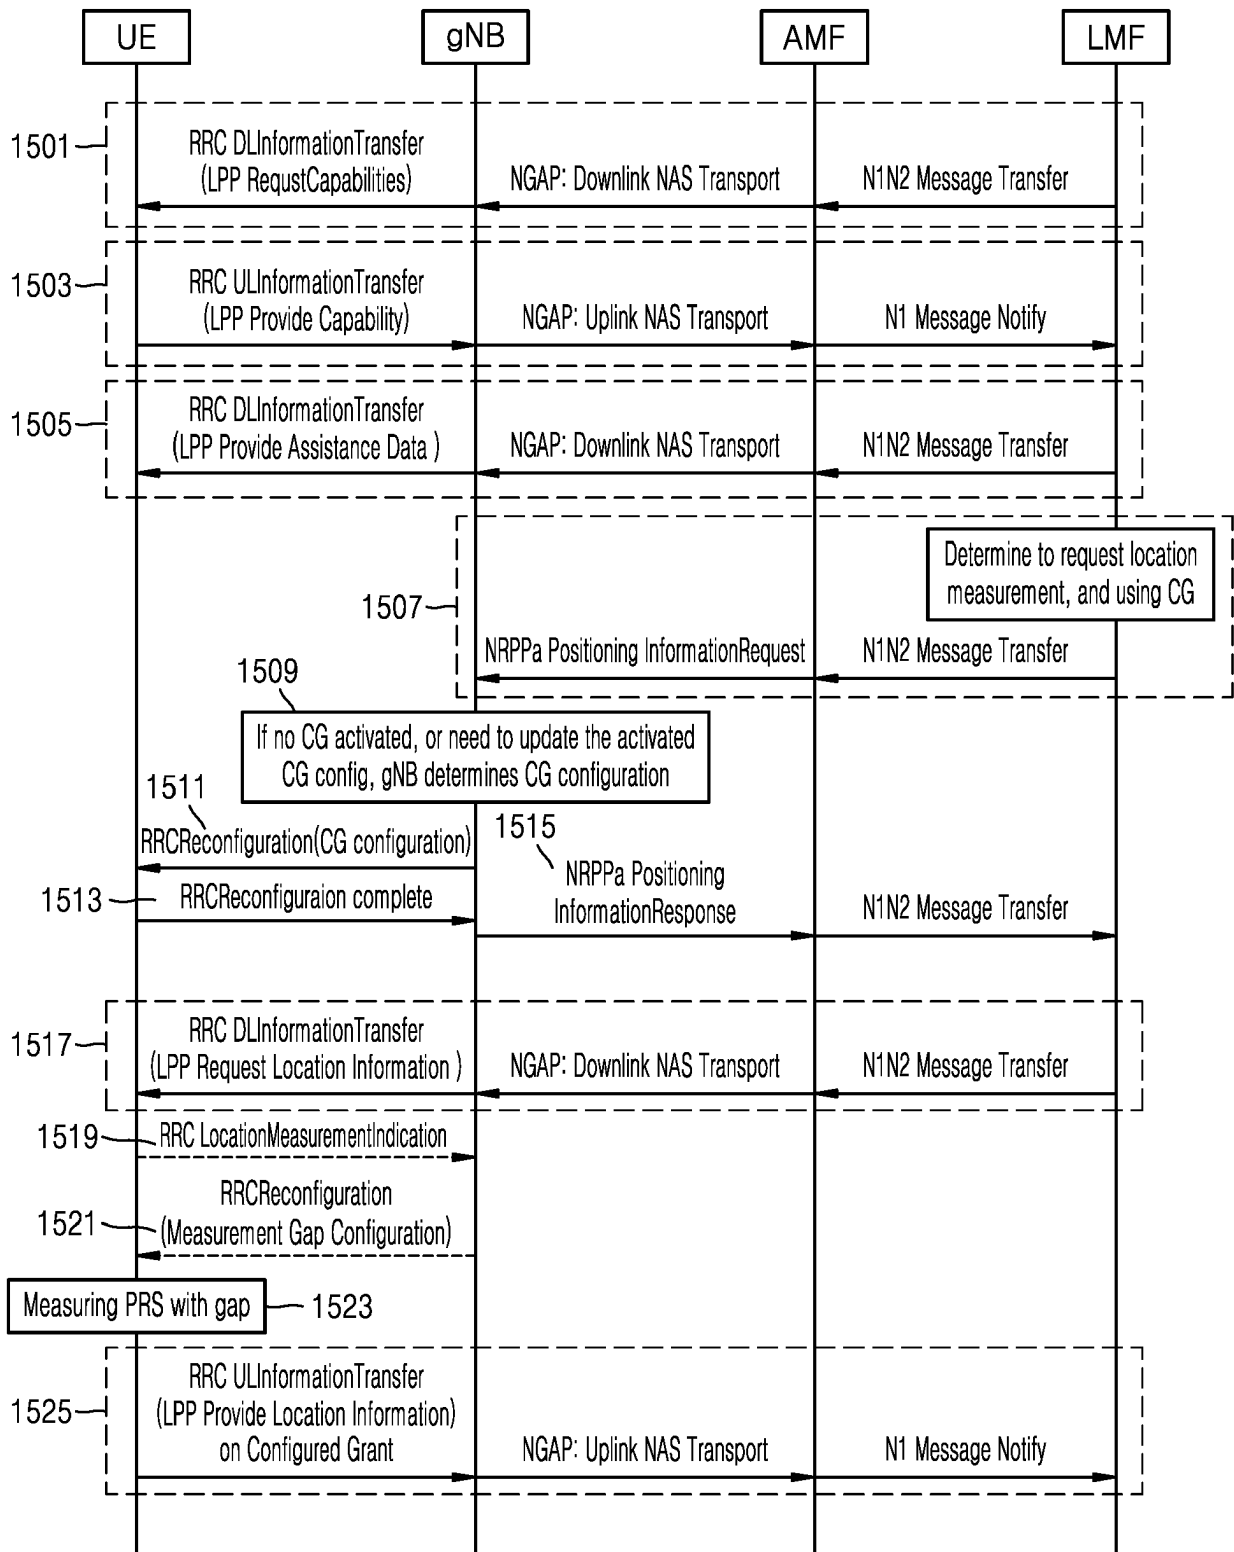 UE
gNB
AMF
LMF
1501
RRC DLInformationTransfer
(LPP RequstCapabilities)
NGAP: Downlink NAS Transport
N1N2 Message Transfer
1503
RRC ULInformationTransfer
(LPP Provide Capability)
NGAP: Uplink NAS Transport
N1 Message Notify
1505
RRC DLInformationTransfer
(LPP Provide Assistance Data )
NGAP: Downlink NAS Transport
N1N2 Message Transfer
Determine to request location
measurement, and using CG
1507
NRPPa Positioning InformationRequest
N1N2 Message Transfer
1509
If no CG activated, or need to update the activated
CG config, gNB determines CG configuration
1511
RRCReconfiguration(CG configuration)
1513
RRCReconfiguraion complete
1515
NRPPa Positioning
InformationResponse
N1N2 Message Transfer
1517
RRC DLInformationTransfer
(LPP Request Location Information )
NGAP: Downlink NAS Transport
N1N2 Message Transfer
1519
RRC LocationMeasurementIndication
RRCReconfiguration
1521
(Measurement Gap Configuration)
Measuring PRS with gap
1523
RRC ULInformationTransfer
1525
(LPP Provide Location Information)
on Configured Grant
NGAP: Uplink NAS Transport
N1 Message Notify